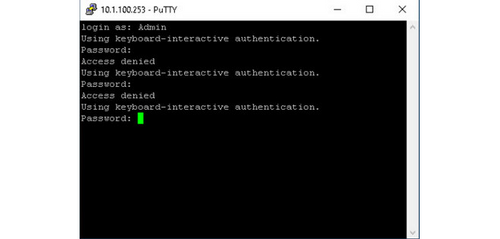 10.1.100.253 - PuTTY
login as: Admin
Using keyboard-interactive authentication.
Password:
Access denied
Using keyboard-interactive authentication.
Password:
Access denied
Using keyboard-interactive authentication.
Password: